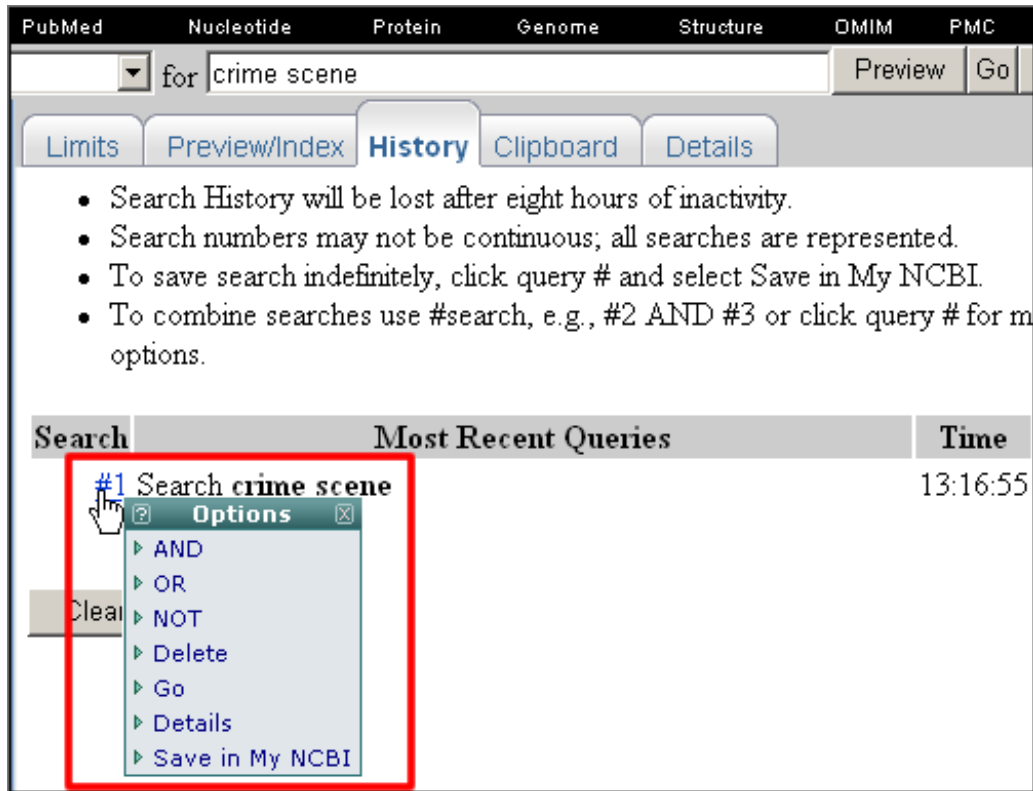 PubMed Nucleotide Protein Genome Structure OMIM PMC
for crime scene Preview Go
Limits Preview/Index History Clipboard Details
• Search History will be lost after eight hours of inactivity.
• Search numbers may not be continuous; all searches are represented.
• To save search indefinitely, click query # and select Save in My NCBI.
• To combine searches use #search, e.g., #2 AND #3 or click query # for m
options.
Search Most Recent Queries Time
#1 Search crime scene 13:16:55
? Options X
AND
OR
Clear
NOT
Delete
Go
Details
Save in My NCBI